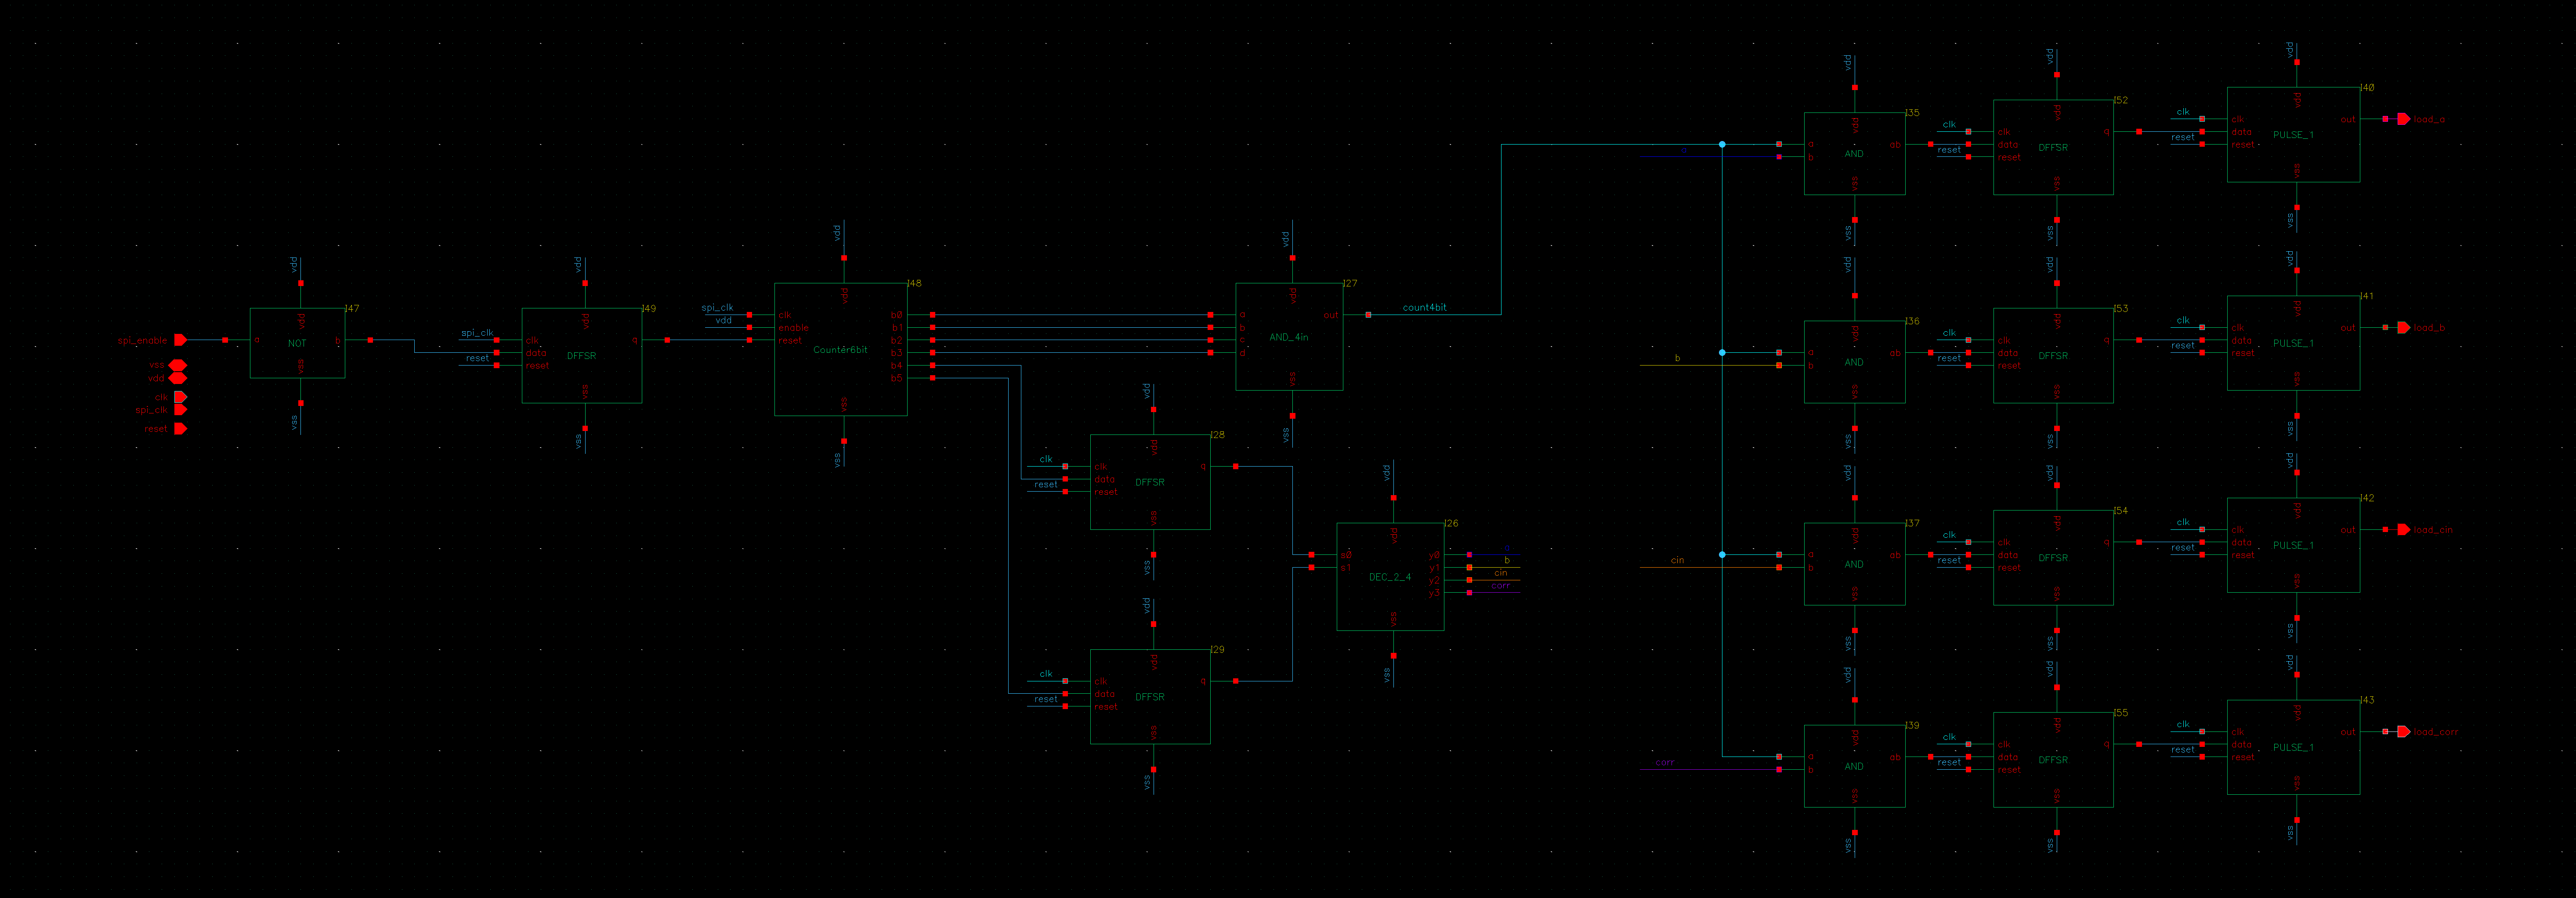 spi_enable
vss
vdd
clk
spi_clk
reset
vdd
I47
a
vdd
NOT
b
vss
vss
vdd
I49
spi_clk
clk
vdd
data
q
reset
reset
DFFSR
vss
vss
vdd
I48
spi_clk
clk
vdd
vdd
enable
reset
Counter6bit
b0
b1
b2
b3
b4
b5
vss
vss
vdd
I27
a
vdd
out
count4bit
b
c
d
AND_4in
vss
vss
vdd
I28
clk
clk
vdd
q
data
reset
reset
DFFSR
vss
vss
vdd
I29
clk
clk
vdd
q
data
reset
reset
DFFSR
vss
vss
vdd
I26
s0
vdd
y0
s1
y1
b
DEC_2_4
y2
cin
y3
corr
vss
vss
vdd
I35
a
vdd
ab
b
AND
vss
vss
vdd
I52
clk
clk
vdd
q
data
reset
reset
DFFSR
vss
vss
vdd
I40
clk
clk
vdd
out
load_a
data
reset
reset
PULSE_1
vss
vss
vdd
I36
a
vdd
ab
b
b
AND
vss
vss
vdd
I53
clk
clk
vdd
q
data
reset
reset
DFFSR
vss
vss
vdd
I41
clk
clk
vdd
out
load_b
data
reset
reset
PULSE_1
vss
vss
vdd
I37
a
vdd
ab
cin
b
AND
vss
vss
vdd
I54
clk
clk
vdd
q
data
reset
reset
DFFSR
vss
vss
vdd
I42
clk
clk
vdd
out
load_cin
data
reset
reset
PULSE_1
vss
vss
vdd
I39
a
vdd
ab
corr
b
AND
vss
vss
vdd
I55
clk
clk
vdd
q
data
reset
reset
DFFSR
vss
vss
vdd
I43
clk
clk
vdd
out
load_corr
data
reset
reset
PULSE_1
vss
vss